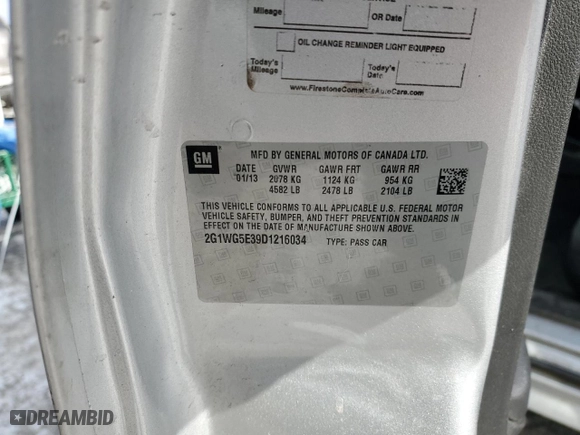 Mileage
OR Date
OIL CHANGE REMINDER LIGHT EQUIPPED
Today's Mileage
Today's Date
www.FirestoneCompleteAutoCare.com
GM
MFD BY GENERAL MOTORS OF CANADA LTD.
DATE GVWR GAWR FRT GAWR RR
01/13 2078 KG 1124 KG 954 KG
4582 LB 2478 LB 2104 LB
THIS VEHICLE CONFORMS TO ALL APPLICABLE U.S. FEDERAL MOTOR
VEHICLE SAFETY, BUMPER, AND THEFT PREVENTION STANDARDS IN
EFFECT ON THE DATE OF MANUFACTURE SHOWN ABOVE.
2G1WG5E39D1216034 TYPE: PASS CAR
DREAMBID